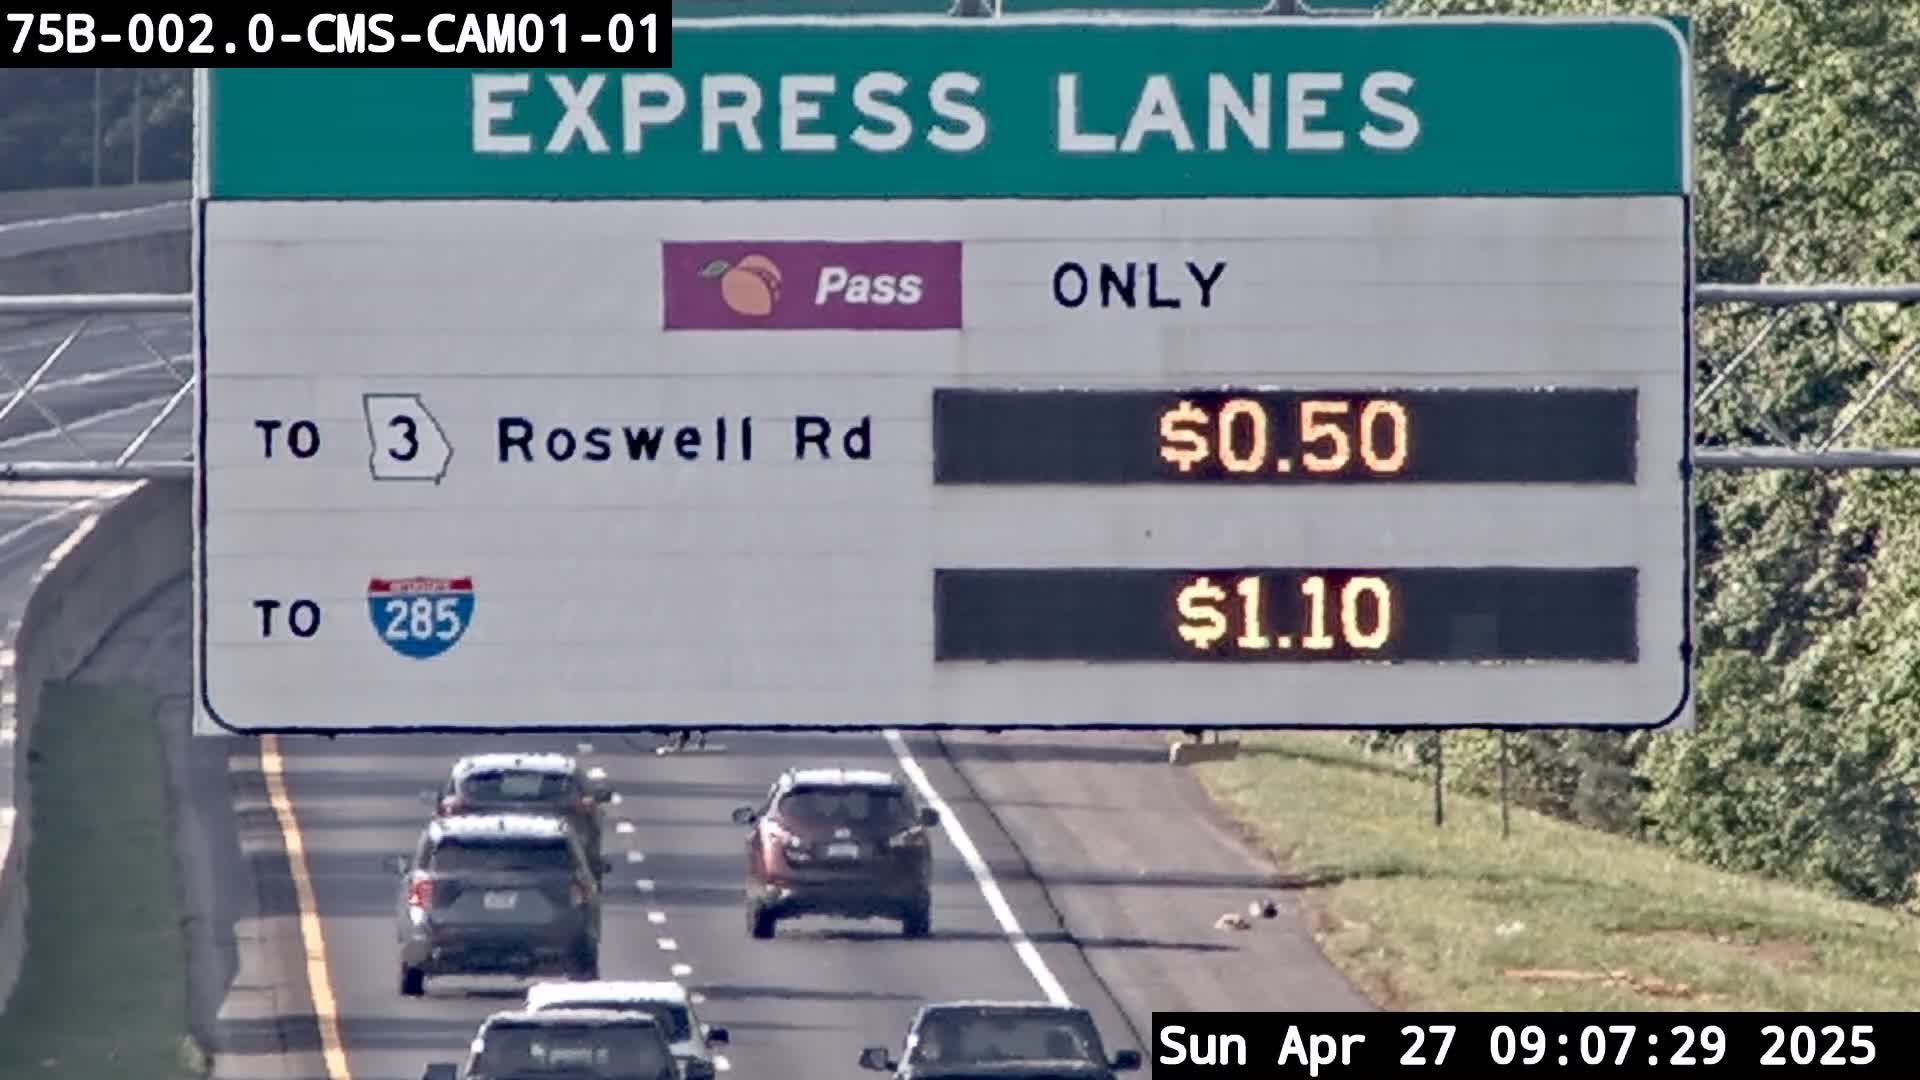 75B-002.0-CMS-CAM01-01
EXPRESS LANES
Pass ONLY
TO 3 Roswell Rd $0.50
TO 285 $1.10
Sun Apr 27 09:07:29 2025